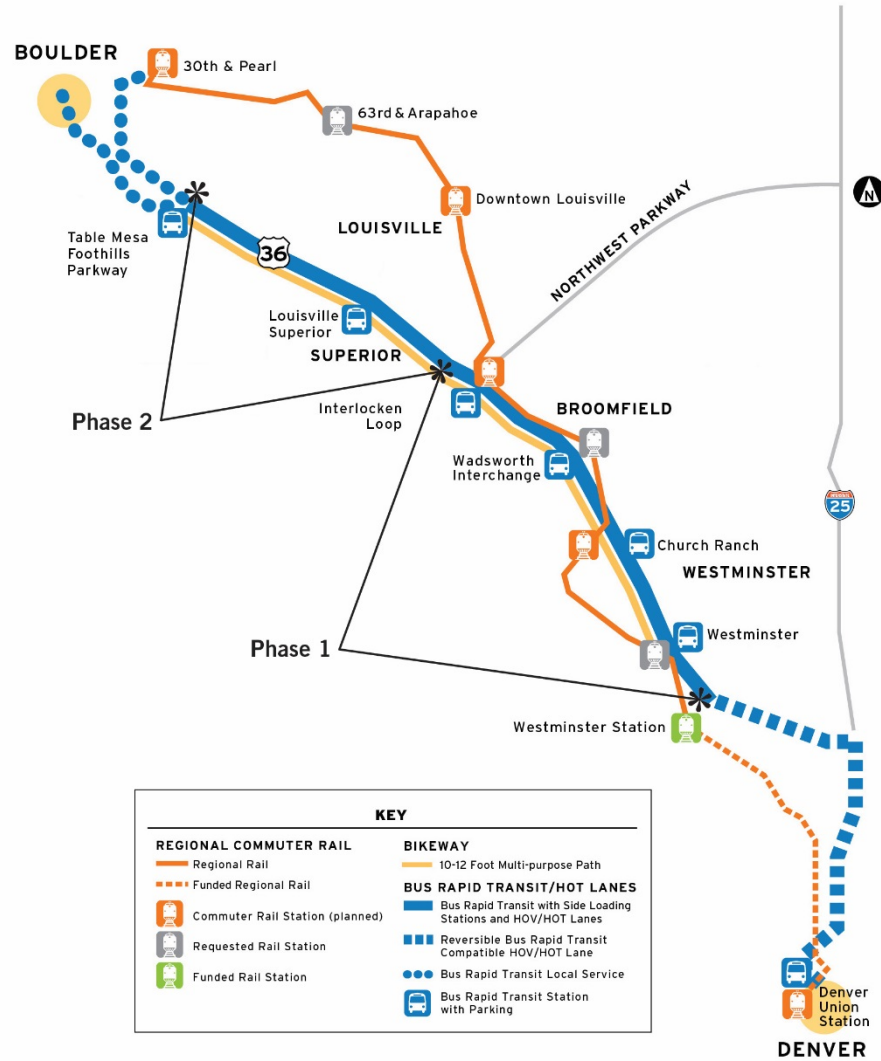 BOULDER
30th & Pearl
63rd & Arapahoe
Downtown Louisville
LOUISVILLE
NORTHWEST PARKWAY
N
Table Mesa
Foothills
Parkway
36
Louisville
Superior
SUPERIOR
Phase 2
Interlocken
Loop
BROOMFIELD
Wadsworth
Interchange
INTERSTATE
25
Church Ranch
WESTMINSTER
Westminster
Phase 1
Westminster Station
KEY
REGIONAL COMMUTER RAIL
Regional Rail
Funded Regional Rail
Commuter Rail Station (planned)
Requested Rail Station
Funded Rail Station
BIKEWAY
10-12 Foot Multi-purpose Path
BUS RAPID TRANSIT/HOT LANES
Bus Rapid Transit with Side Loading
Stations and HOV/HOT Lanes
Reversible Bus Rapid Transit
Compatible HOV/HOT Lane
Bus Rapid Transit Local Service
Bus Rapid Transit Station
with Parking
Denver
Union
Station
DENVER